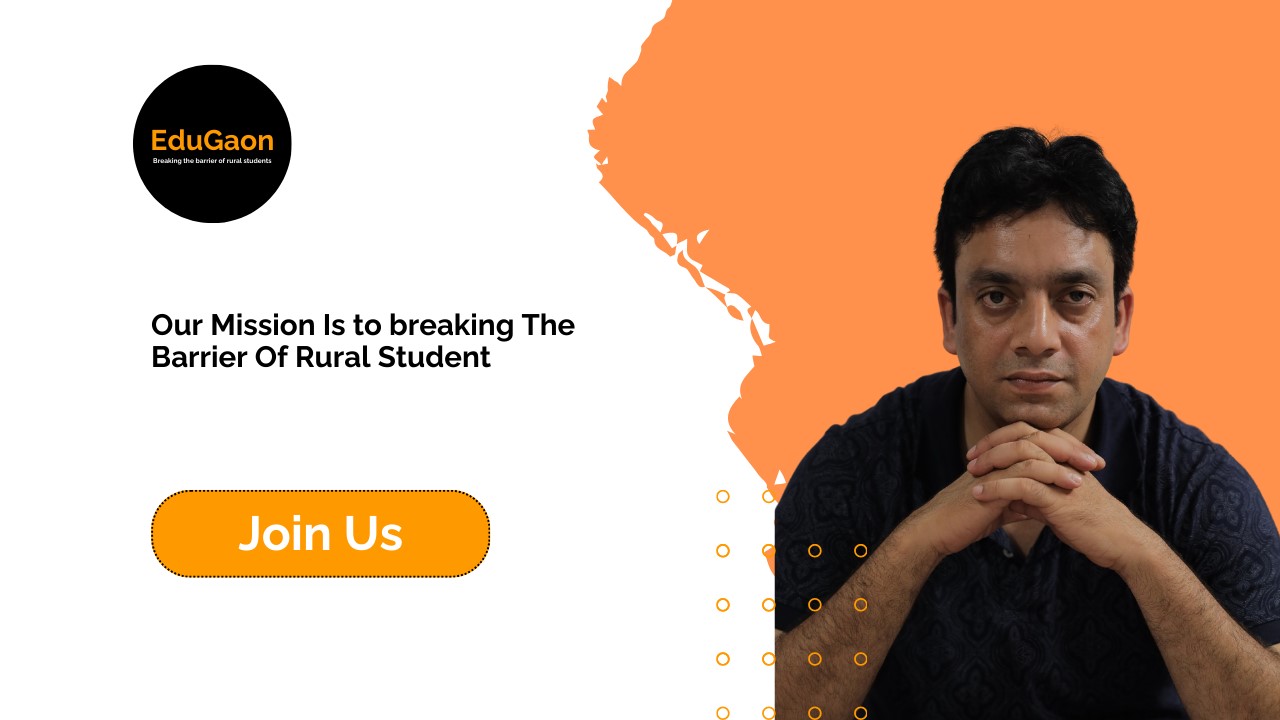 EduGaon
Breaking the barrier of rural students
Our Mission Is to breaking The
Barrier Of Rural Student
Join Us